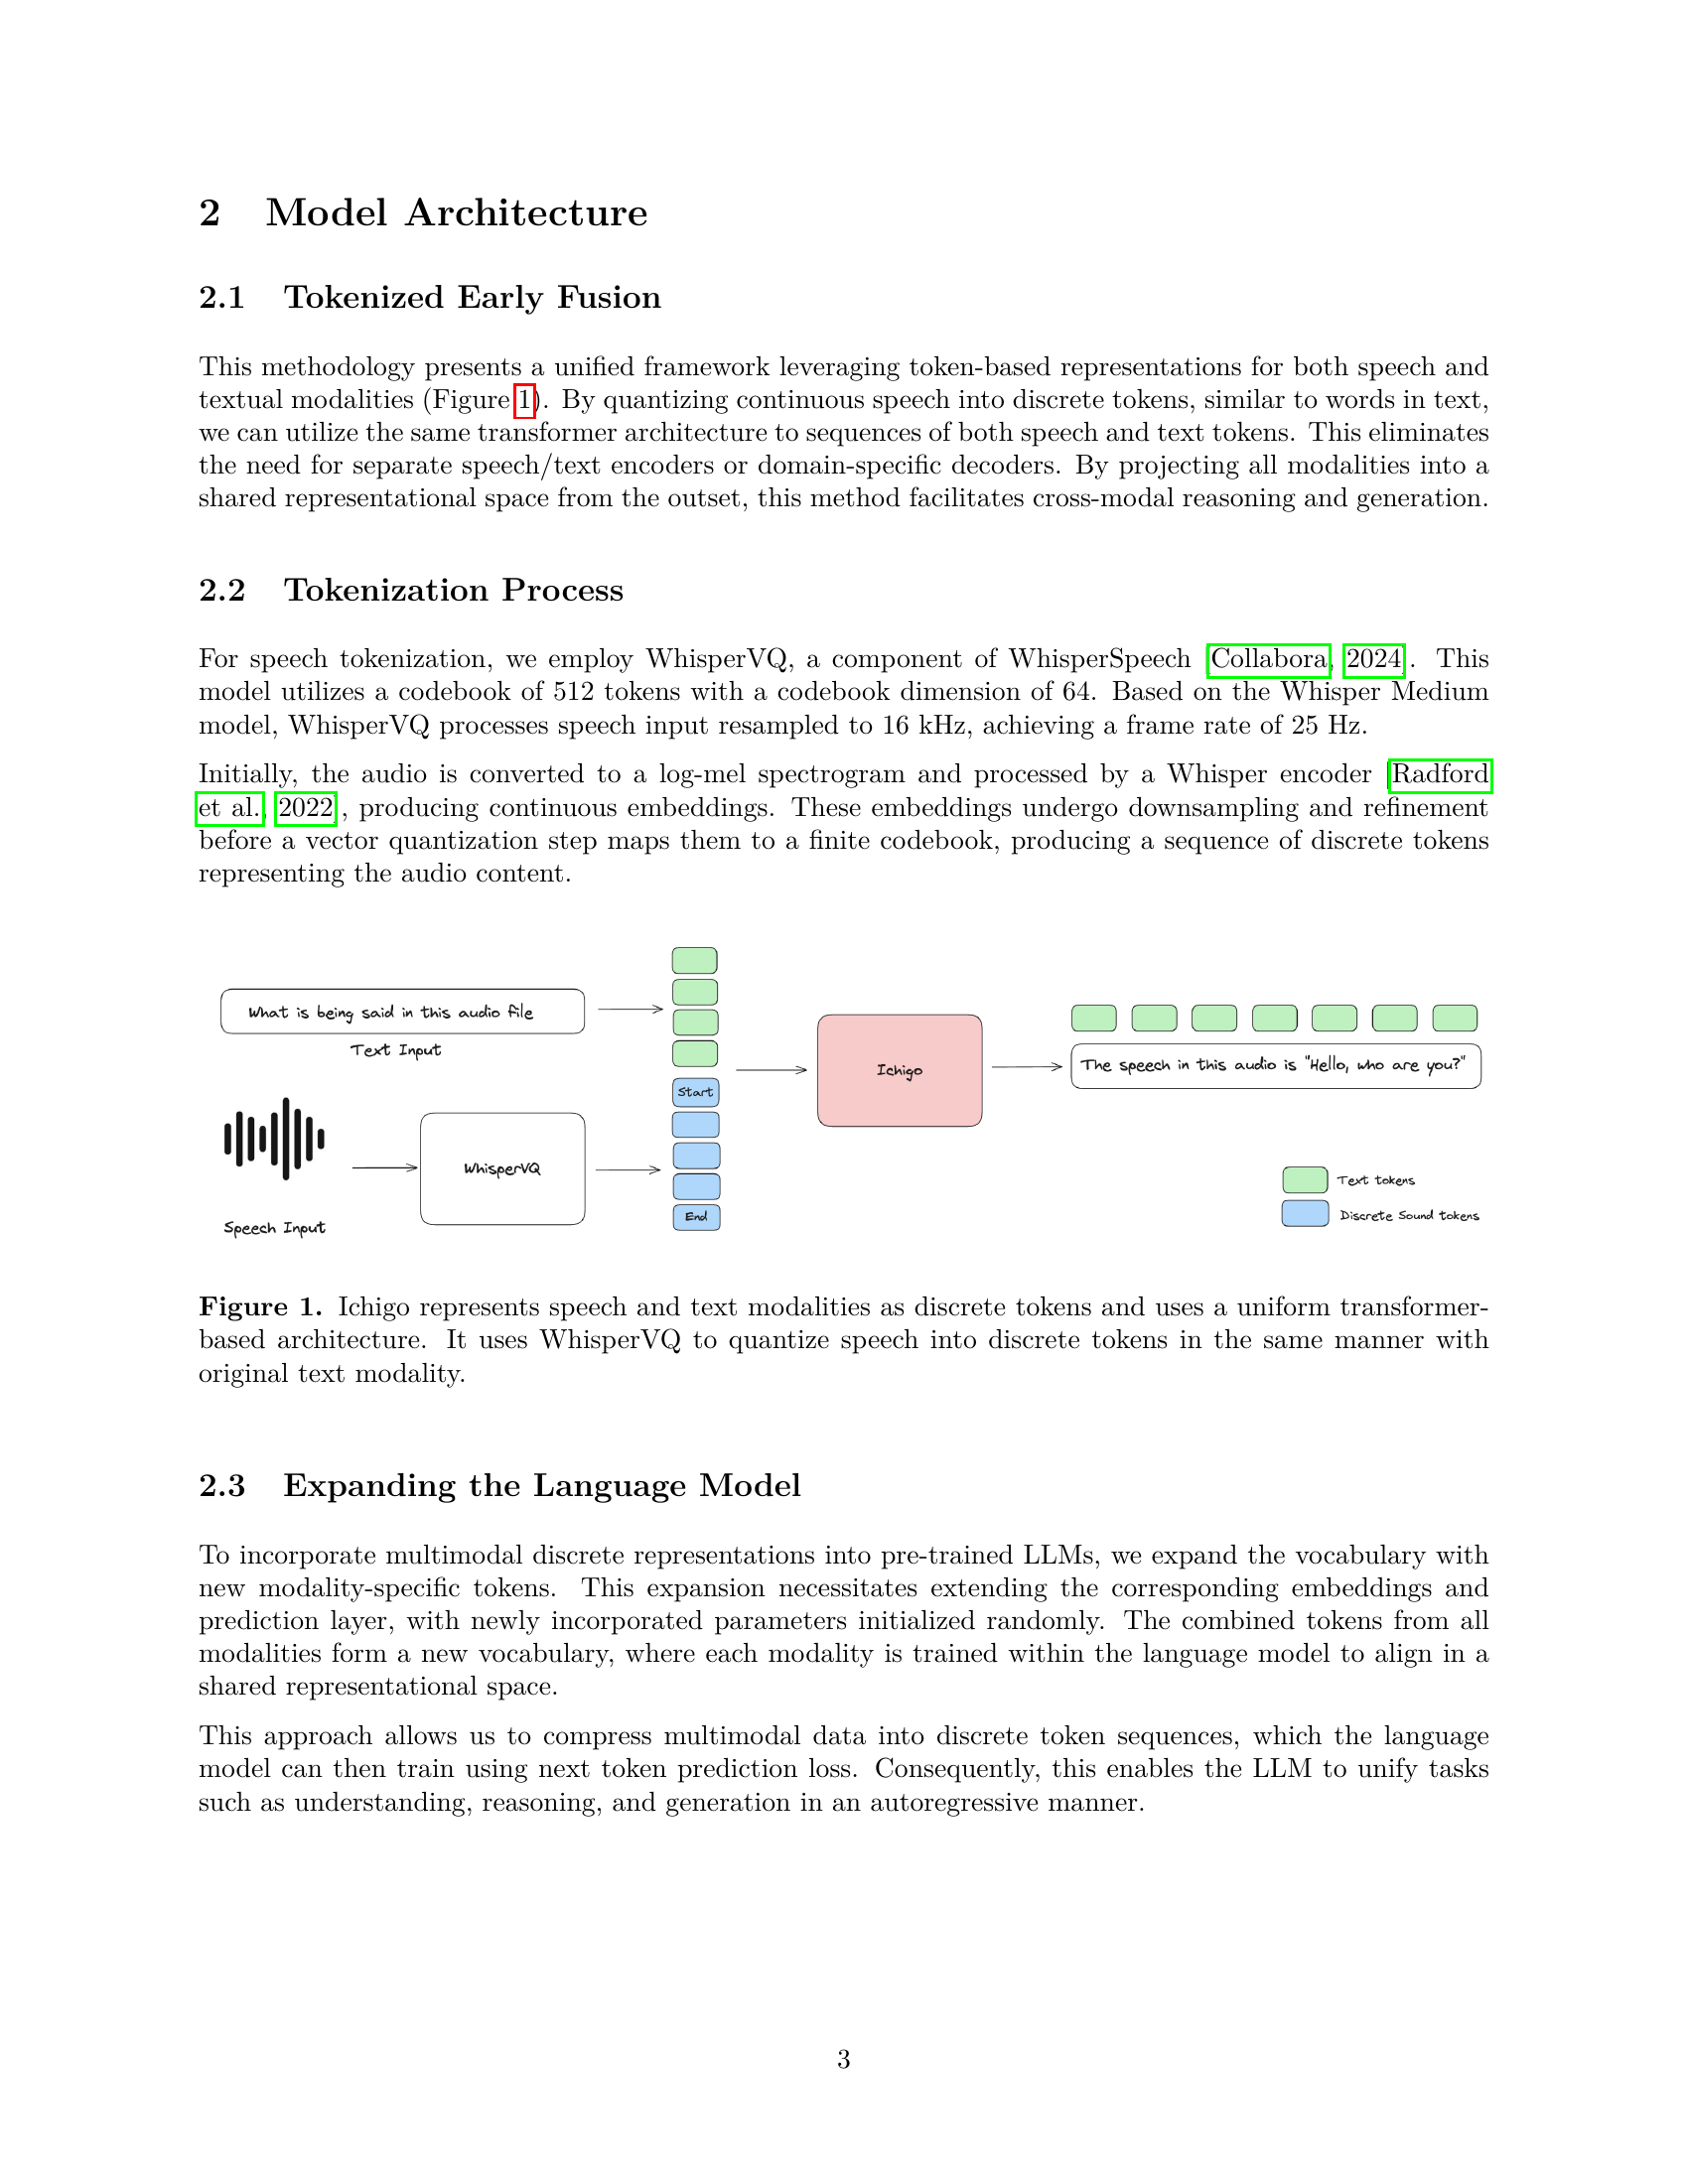 2 Model Architecture
2.1 Tokenized Early Fusion
This methodology presents a unified framework leveraging token-based representations for both speech and
textual modalities (Figure 1). By quantizing continuous speech into discrete tokens, similar to words in text,
we can utilize the same transformer architecture to sequences of both speech and text tokens. This eliminates
the need for separate speech/text encoders or domain-specific decoders. By projecting all modalities into a
shared representational space from the outset, this method facilitates cross-modal reasoning and generation.
2.2 Tokenization Process
For speech tokenization, we employ WhisperVQ, a component of WhisperSpeech [Collabora, 2024]. This
model utilizes a codebook of 512 tokens with a codebook dimension of 64. Based on the Whisper Medium
model, WhisperVQ processes speech input resampled to 16 kHz, achieving a frame rate of 25 Hz.
Initially, the audio is converted to a log-mel spectrogram and processed by a Whisper encoder [Radford
et al., 2022], producing continuous embeddings. These embeddings undergo downsampling and refinement
before a vector quantization step maps them to a finite codebook, producing a sequence of discrete tokens
representing the audio content.
What is being said in this audio file
Text Input
Speech Input
WhisperVQ
Start
End
Ichigo
The speech in this audio is "Hello, who are you?"
Text tokens
Discrete Sound tokens
Figure 1. Ichigo represents speech and text modalities as discrete tokens and uses a uniform transformer-
based architecture. It uses WhisperVQ to quantize speech into discrete tokens in the same manner with
original text modality.
2.3 Expanding the Language Model
To incorporate multimodal discrete representations into pre-trained LLMs, we expand the vocabulary with
new modality-specific tokens. This expansion necessitates extending the corresponding embeddings and
prediction layer, with newly incorporated parameters initialized randomly. The combined tokens from all
modalities form a new vocabulary, where each modality is trained within the language model to align in a
shared representational space.
This approach allows us to compress multimodal data into discrete token sequences, which the language
model can then train using next token prediction loss. Consequently, this enables the LLM to unify tasks
such as understanding, reasoning, and generation in an autoregressive manner.
3